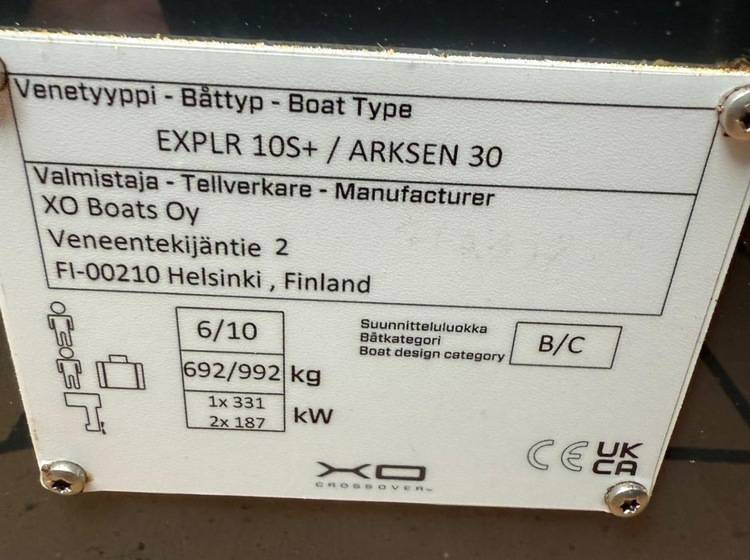 Venetyyppi - Båttyp - Boat Type
EXPLR 10S+ / ARKSEN 30
Valmistaja - Tellverkare - Manufacturer
XO Boats Oy
Veneentekijäntie 2
FI-00210 Helsinki , Finland
6/10
692/992 kg
1x 331
2x 187
kW
Suunnitteluluokka
Båtkategori
Boat design category
B/C
XO
CROSSOVER™
CE
UK
CA